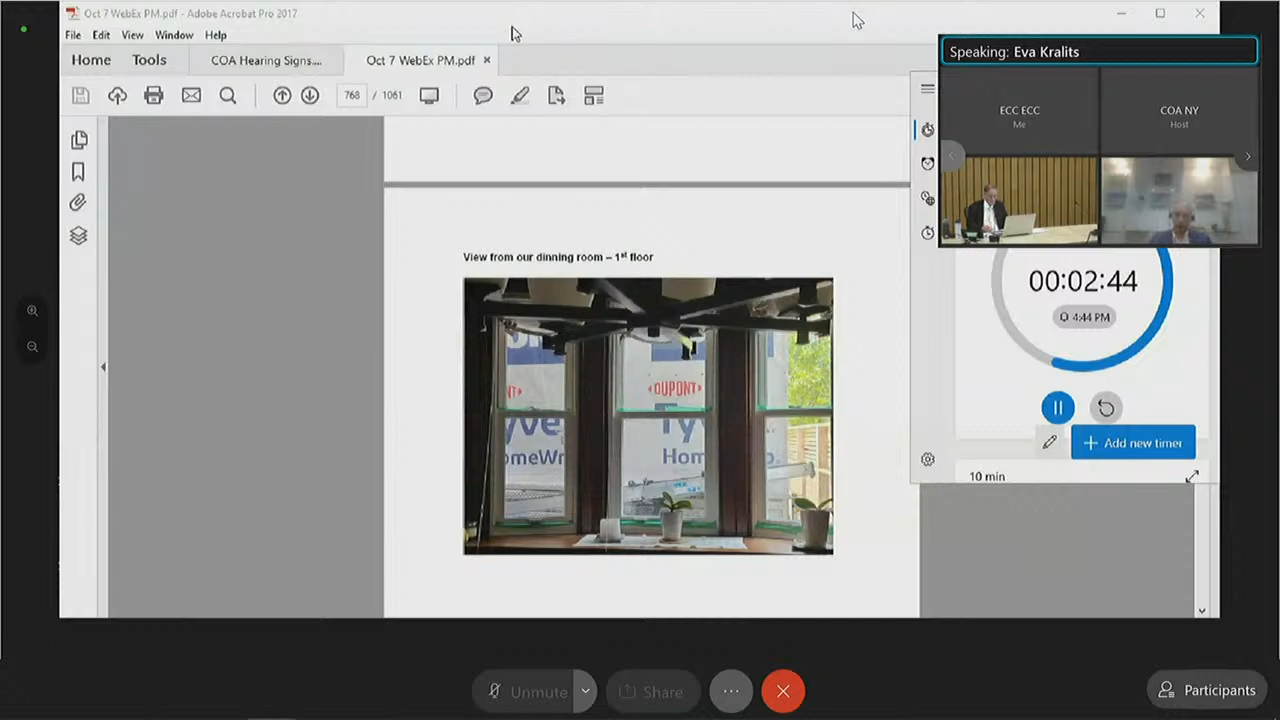 Oct 7 WebEx PM.pdf - Adobe Acrobat Pro 2017
File Edit View Window Help
Home Tools COA Hearing Signs.... Oct 7 WebEx PM.pdf ×
768 / 1061
Speaking: Eva Kralits
ECC ECC
Me
COA NY
Host
View from our dinning room – 1st floor
NT
DUPONT
yve
Ty
omeWr
Hom
p.
00:02:44
4:44 PM
Add new timer
10 min
Unmute
Share
Participants